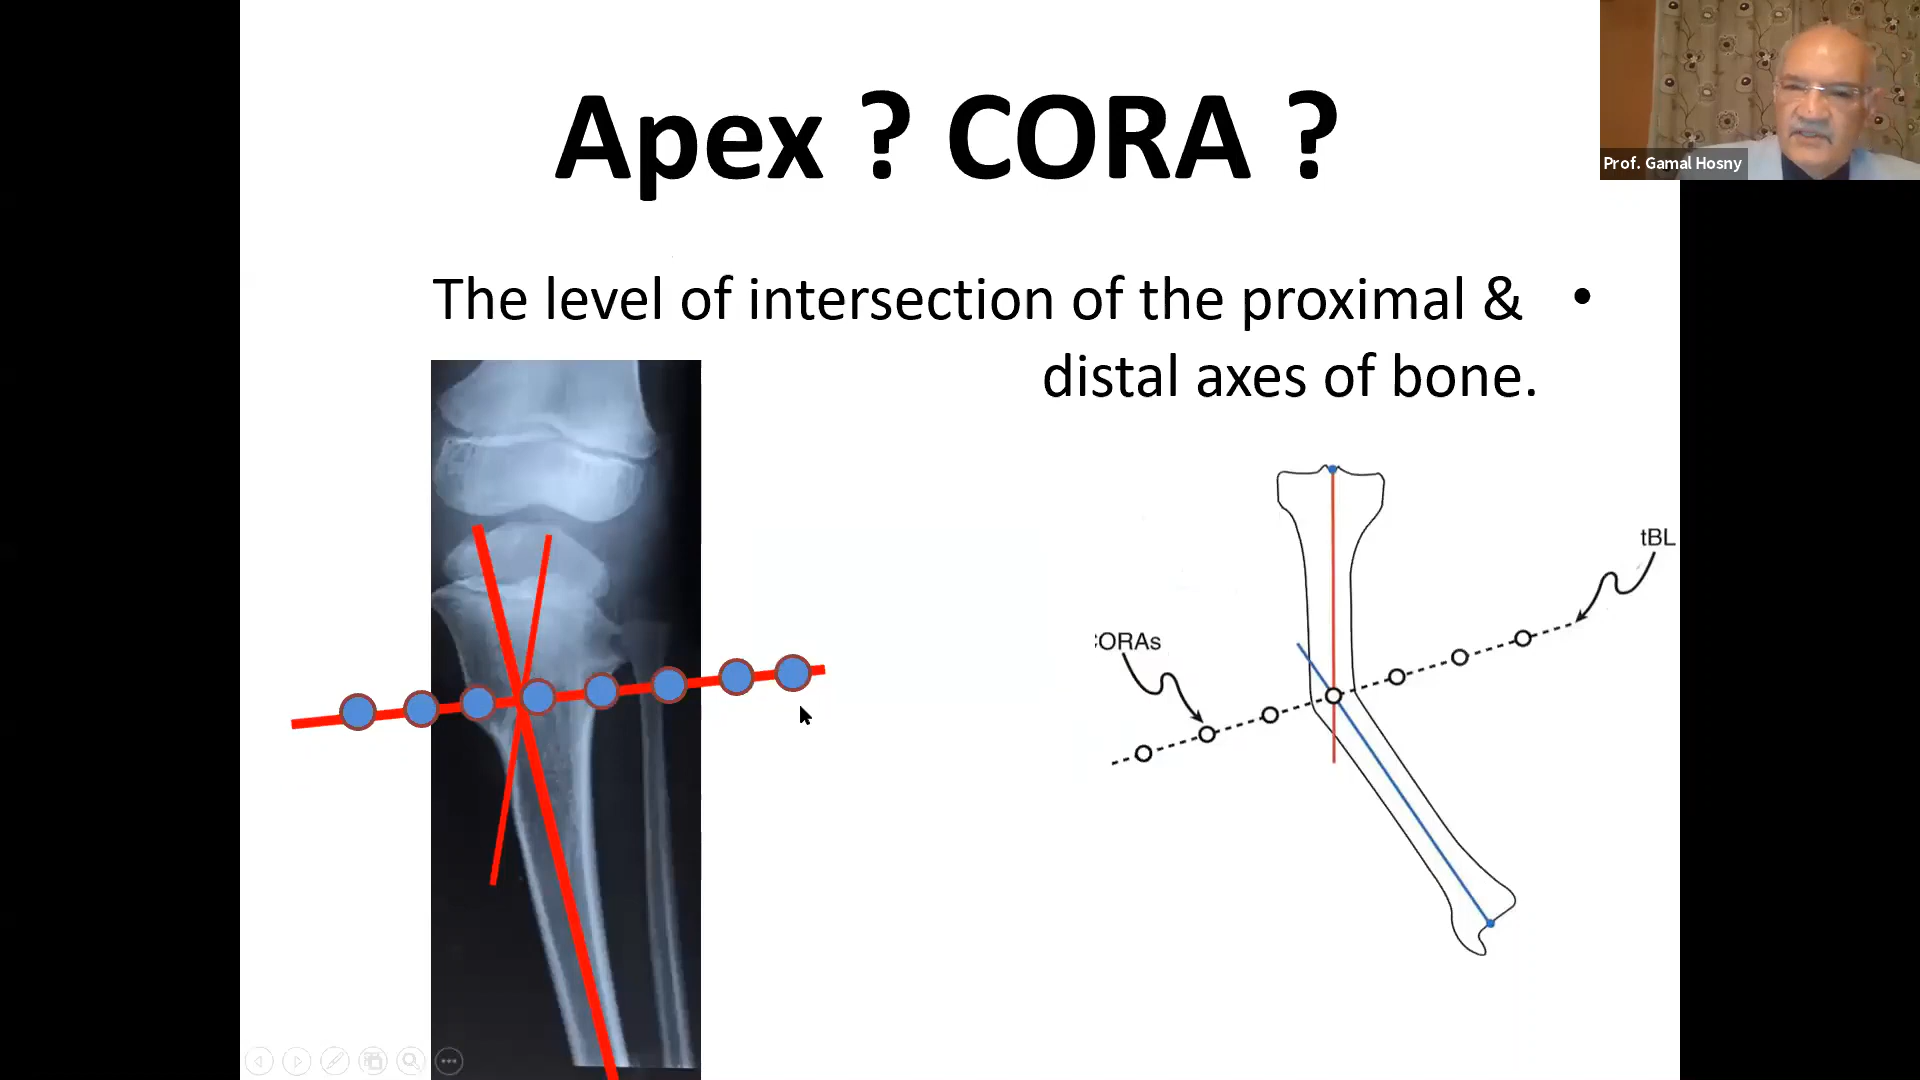 Apex ? CORA ?
Prof. Gamal Hosny
The level of intersection of the proximal & •
distal axes of bone.
tBL
CORAs